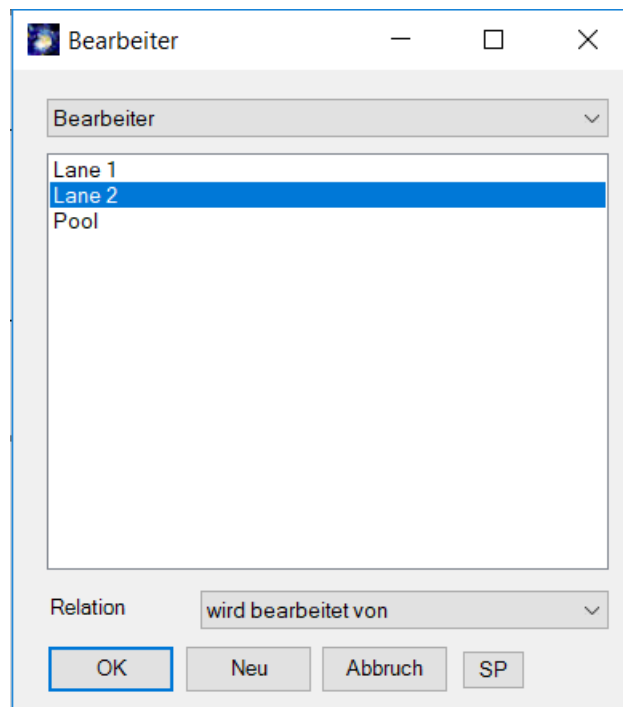 Bearbeiter
Bearbeiter
Lane 1
Lane 2
Pool
Relation wird bearbeitet von
OK Neu Abbruch SP